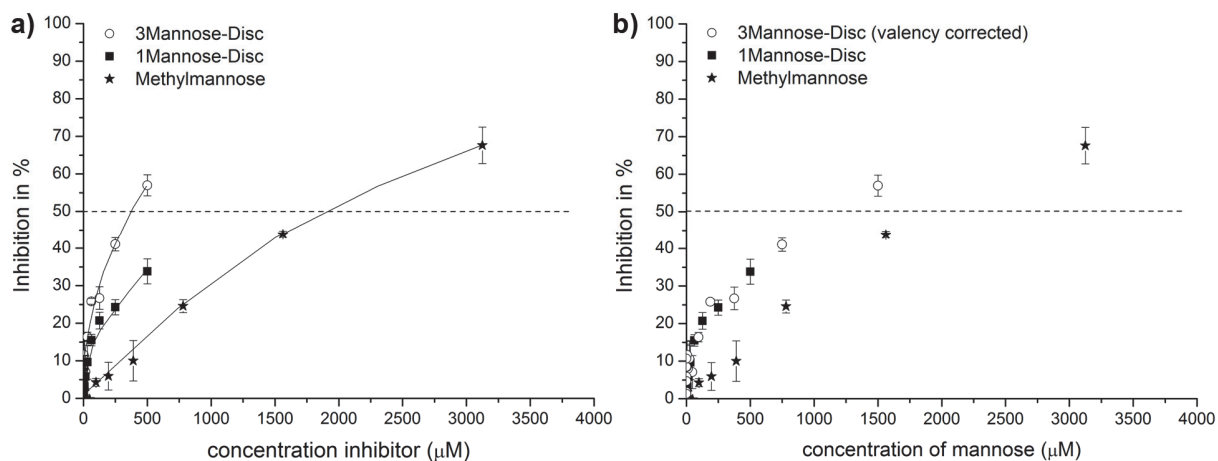 a)
3Mannose-Disc
1Mannose-Disc
Methylmannose
Inhibition in %
100
90
80
70
60
50
40
30
20
10
0
0 500 1000 1500 2000 2500 3000 3500 4000
concentration inhibitor (μM)
b)
3Mannose-Disc (valency corrected)
1Mannose-Disc
Methylmannose
Inhibition in %
100
90
80
70
60
50
40
30
20
10
0
0 500 1000 1500 2000 2500 3000 3500 4000
concentration of mannose (μM)